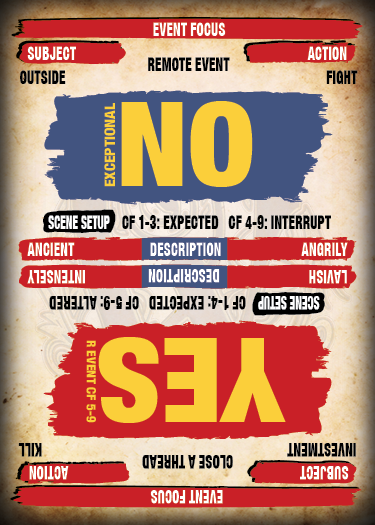 EVENT FOCUS
SUBJECT ACTION
REMOTE EVENT
OUTSIDE FIGHT
EXCEPTIONAL NO
SCENE SETUP CF 1-3: EXPECTED CF 4-9: INTERRUPT
ANCIENT DESCRIPTION ANGRILY
LAVISH DESCRIPTION INTENSELY
SCENE SETUP CF 1-4: EXPECTED CF 5-9: ALTERED
YES R EVENT CF 5-9
INVESTMENT KILL
CLOSE A THREAD
SUBJECT ACTION
EVENT FOCUS